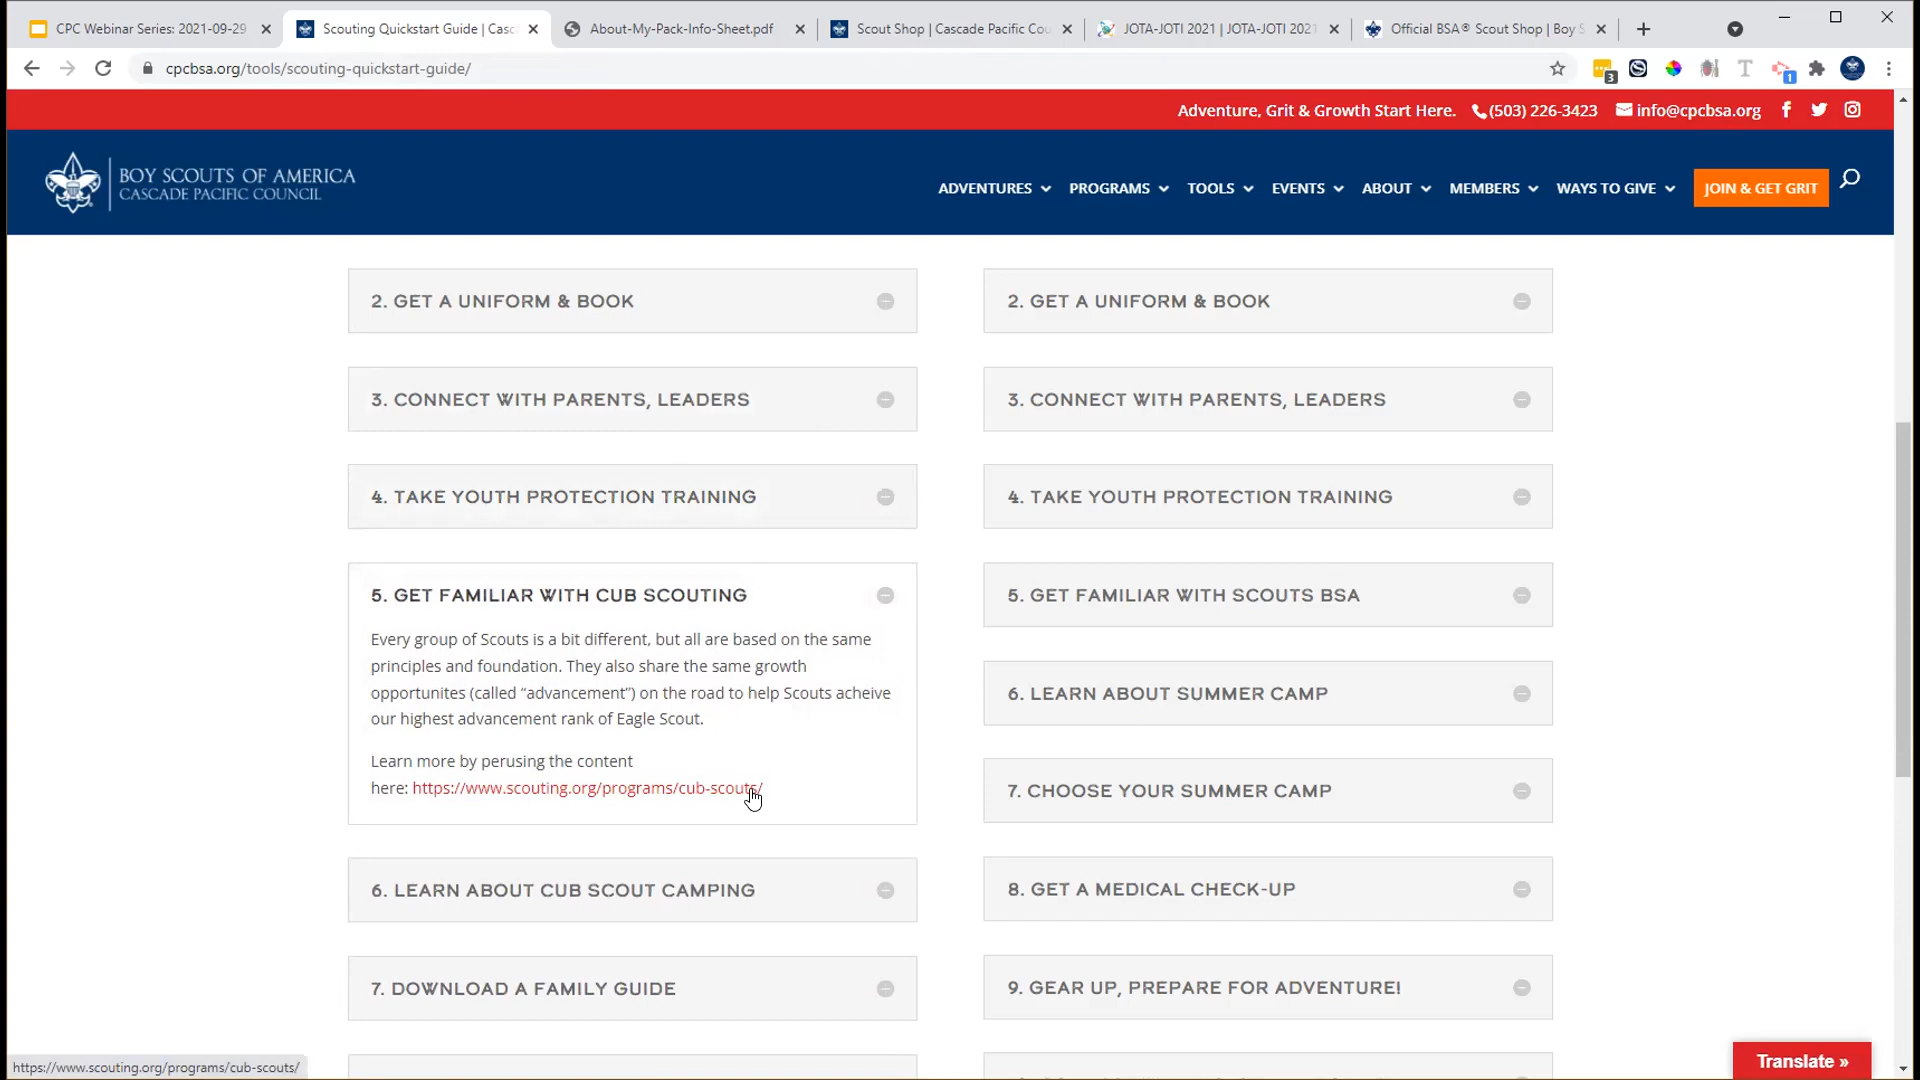 CPC Webinar Series: 2021-09-29
Scouting Quickstart Guide | Casc
About-My-Pack-Info-Sheet.pdf
Scout Shop | Cascade Pacific Cou
JOTA-JOTI 2021 | JOTA-JOTI 2021
Official BSA® Scout Shop | Boy S
cpcbsa.org/tools/scouting-quickstart-guide/
3
1
Adventure, Grit & Growth Start Here.
(503) 226-3423
info@cpcbsa.org
BOY SCOUTS OF AMERICA
CASCADE PACIFIC COUNCIL
ADVENTURES
PROGRAMS
TOOLS
EVENTS
ABOUT
MEMBERS
WAYS TO GIVE
JOIN & GET GRIT
2. GET A UNIFORM & BOOK
3. CONNECT WITH PARENTS, LEADERS
4. TAKE YOUTH PROTECTION TRAINING
5. GET FAMILIAR WITH CUB SCOUTING
Every group of Scouts is a bit different, but all are based on the same
principles and foundation. They also share the same growth
opportunites (called “advancement”) on the road to help Scouts acheive
our highest advancement rank of Eagle Scout.
Learn more by perusing the content
here: https://www.scouting.org/programs/cub-scouts/
6. LEARN ABOUT CUB SCOUT CAMPING
7. DOWNLOAD A FAMILY GUIDE
2. GET A UNIFORM & BOOK
3. CONNECT WITH PARENTS, LEADERS
4. TAKE YOUTH PROTECTION TRAINING
5. GET FAMILIAR WITH SCOUTS BSA
6. LEARN ABOUT SUMMER CAMP
7. CHOOSE YOUR SUMMER CAMP
8. GET A MEDICAL CHECK-UP
9. GEAR UP, PREPARE FOR ADVENTURE!
https://www.scouting.org/programs/cub-scouts/
Translate »